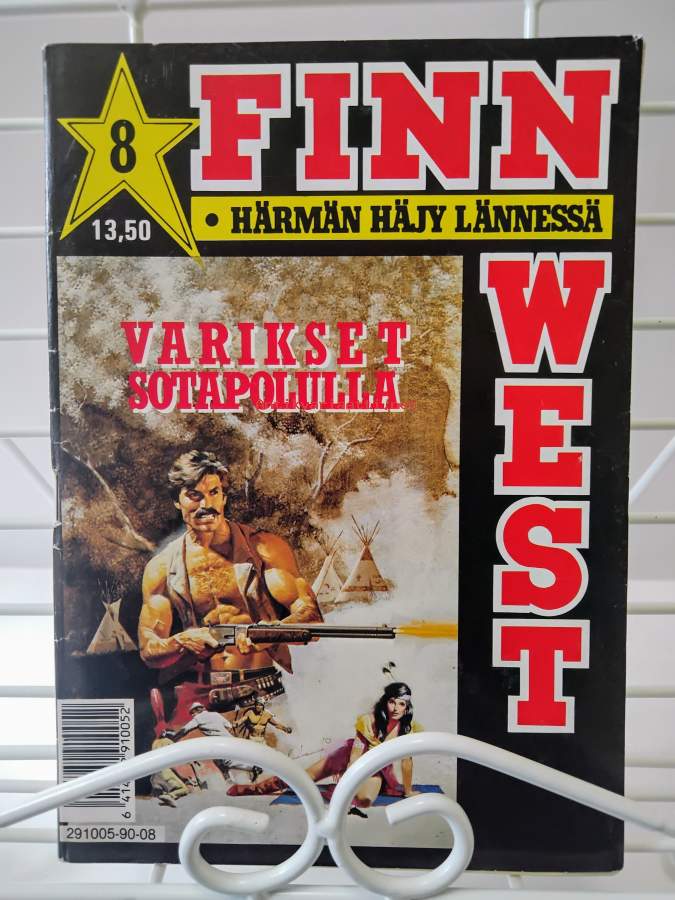 8
13,50
FINN
• HÄRMÄN HÄJY LÄNNESSÄ
WEST
VARIKSET
SOTAPOLULLA
291005-90-08